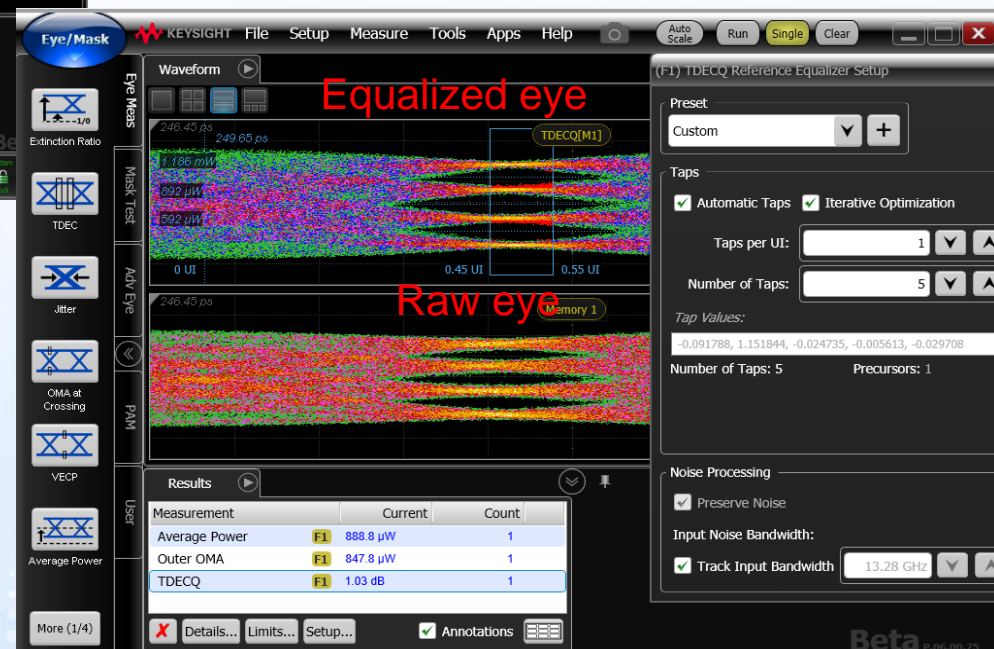 Eye/Mask
KEYSIGHT File Setup Measure Tools Apps Help
Auto Scale
Run
Single
Clear
X
Extinction Ratio
TDEC
Jitter
OMA at
Crossing
VECP
Average Power
More (1/4)
Eye Meas
Mask Test
Adv Eye
PAM
User
Waveform
Equalized eye
246.45 ps
249.65 ps
TDECQ[M1]
1.186 mW
892 µW
592 µW
0 UI
0.45 UI
0.55 UI
246.45 ps
Raw eye
Memory 1
Results
Measurement Current Count
Average Power F1 888.8 µW 1
Outer OMA F1 847.8 µW 1
TDECQ F1 1.03 dB 1
Details... Limits... Setup... Annotations
(F1) TDECQ Reference Equalizer Setup
Preset
Custom
Taps
Automatic Taps Iterative Optimization
Taps per UI: 1
Number of Taps: 5
Tap Values:
-0.091788, 1.151844, -0.024735, -0.005613, -0.029708
Number of Taps: 5 Precursors: 1
Noise Processing
Preserve Noise
Input Noise Bandwidth:
Track Input Bandwidth 13.28 GHz
Beta P.06.00.75